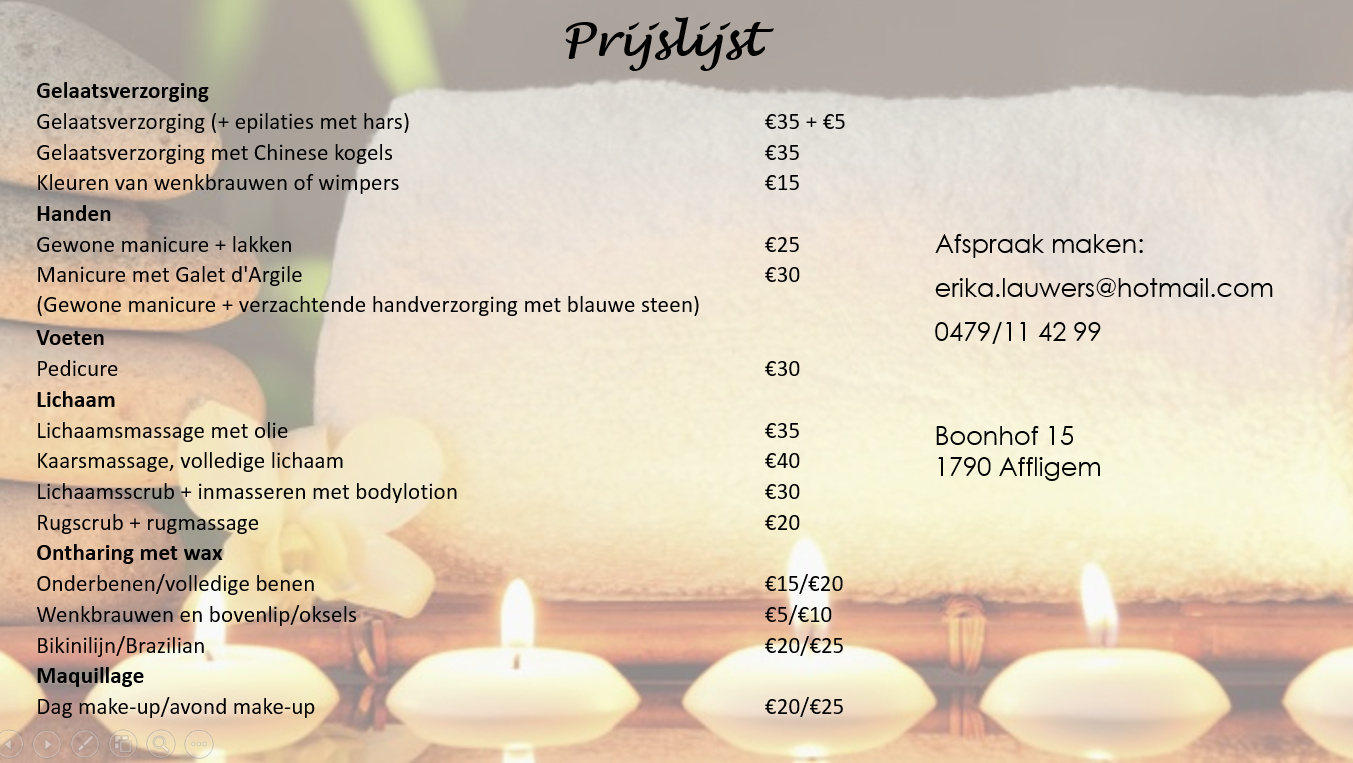 Prijslijst
Gelaatsverzorging
Gelaatsverzorging (+ epilaties met hars) €35 + €5
Gelaatsverzorging met Chinese kogels €35
Kleuren van wenkbrauwen of wimpers €15
Handen
Gewone manicure + lakken €25
Manicure met Galet d'Argile €30
(Gewone manicure + verzachtende handverzorging met blauwe steen)
Voeten
Pedicure €30
Lichaam
Lichaamsmassage met olie €35
Kaarsmassage, volledige lichaam €40
Lichaamsscrub + inmasseren met bodylotion €30
Rugscrub + rugmassage €20
Ontharing met wax
Onderbenen/volledige benen €15/€20
Wenkbrauwen en bovenlip/oksels €5/€10
Bikinilijn/Brazilian €20/€25
Maquillage
Dag make-up/avond make-up €20/€25
Afspraak maken:
erika.lauwers@hotmail.com
0479/11 42 99
Boonhof 15
1790 Affligem